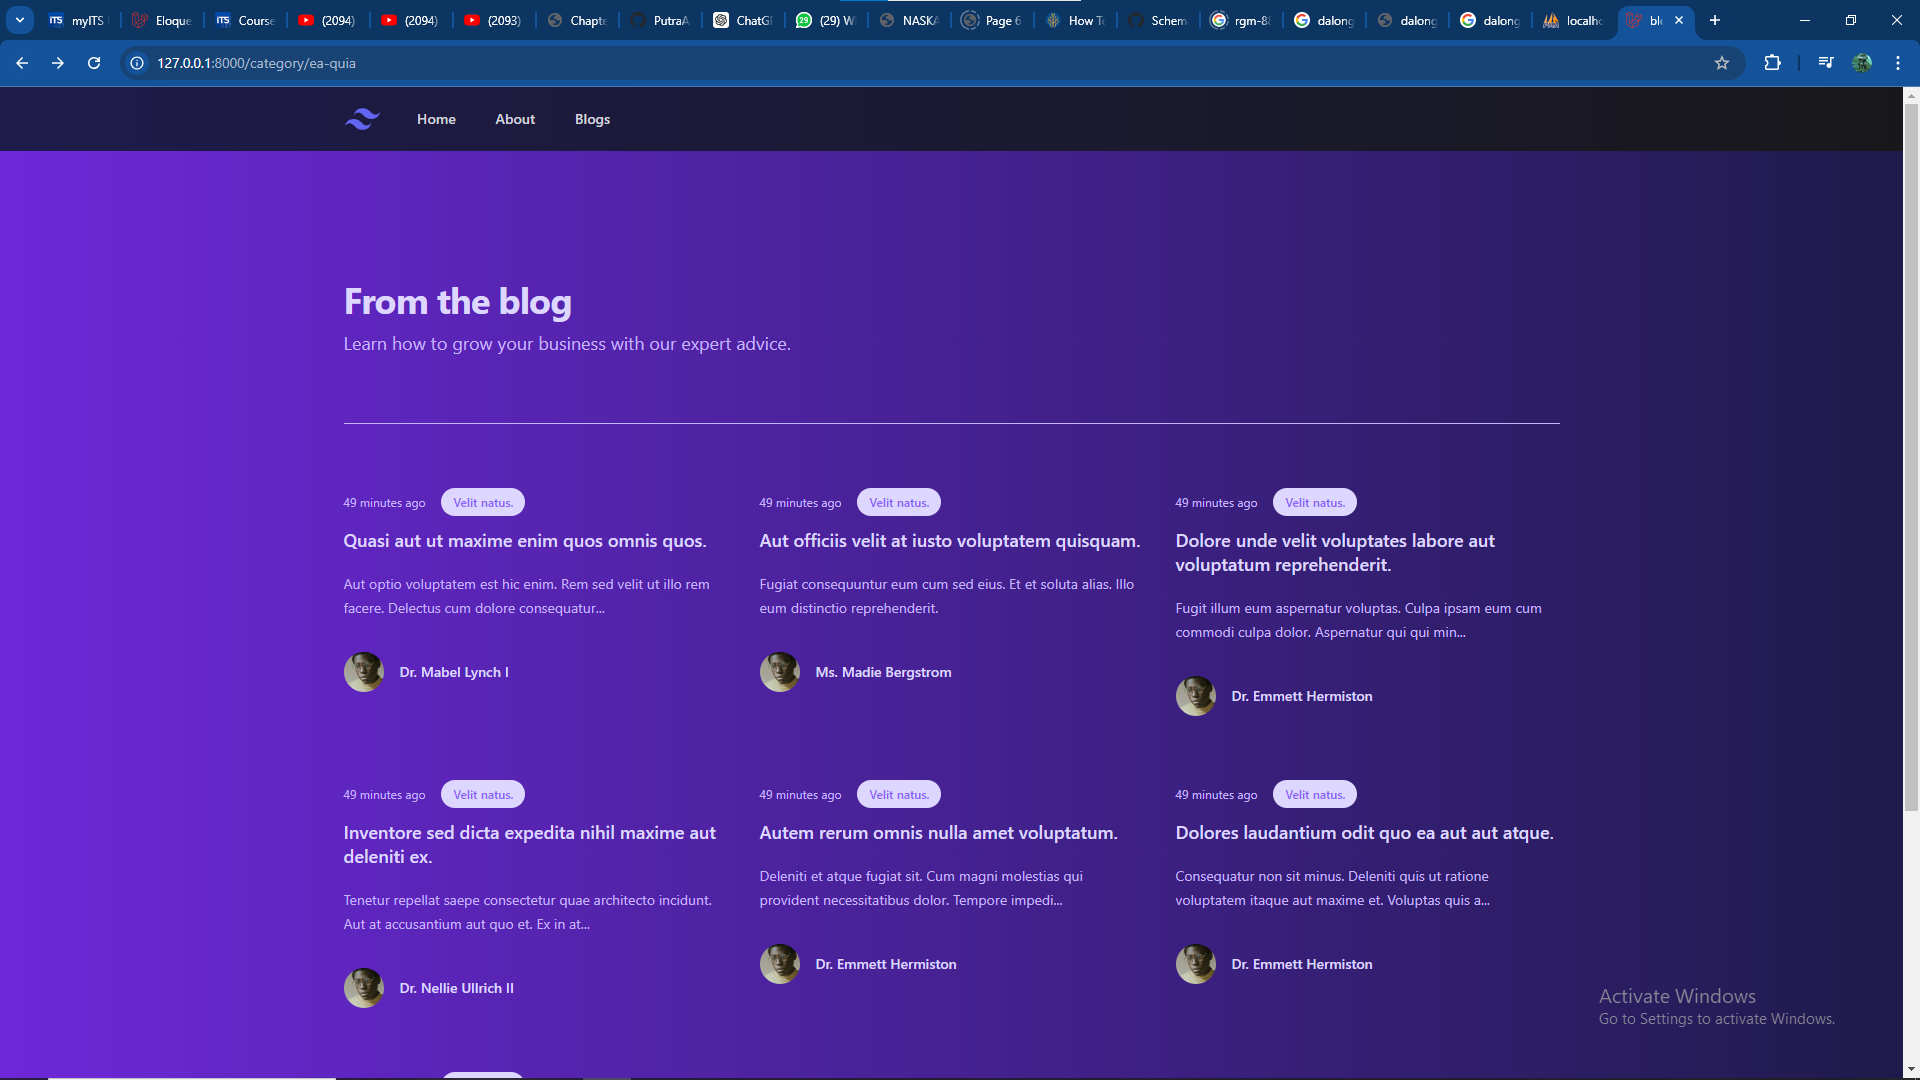 myITS
Eloque
Course
(2094)
(2094)
(2093)
Chapte
PutraA
ChatGP
(29) W
NASKA
Page 6
How To
Schem
rgm-8
dalong
dalong
dalong
localho
blo
127.0.0.1:8000/category/ea-quia
Home
About
Blogs
From the blog
Learn how to grow your business with our expert advice.
49 minutes ago
Velit natus.
Quasi aut ut maxime enim quos omnis quos.
Aut optio voluptatem est hic enim. Rem sed velit ut illo rem
facere. Delectus cum dolore consequatur...
Dr. Mabel Lynch I
49 minutes ago
Velit natus.
Aut officiis velit at iusto voluptatem quisquam.
Fugiat consequuntur eum cum sed eius. Et et soluta alias. Illo
eum distinctio reprehenderit.
Ms. Madie Bergstrom
49 minutes ago
Velit natus.
Dolore unde velit voluptates labore aut
voluptatum reprehenderit.
Fugit illum eum aspernatur voluptas. Culpa ipsam eum cum
commodi culpa dolor. Aspernatur qui qui min...
Dr. Emmett Hermiston
49 minutes ago
Velit natus.
Inventore sed dicta expedita nihil maxime aut
deleniti ex.
Tenetur repellat saepe consectetur quae architecto incidunt.
Aut at accusantium aut quo et. Ex in at...
Dr. Nellie Ullrich II
49 minutes ago
Velit natus.
Autem rerum omnis nulla amet voluptatum.
Deleniti et atque fugiat sit. Cum magni molestias qui
provident necessitatibus dolor. Tempore impedi...
Dr. Emmett Hermiston
49 minutes ago
Velit natus.
Dolores laudantium odit quo ea aut aut atque.
Consequatur non sit minus. Deleniti quis ut ratione
voluptatem itaque aut maxime et. Voluptas quis a...
Dr. Emmett Hermiston
Activate Windows
Go to Settings to activate Windows.